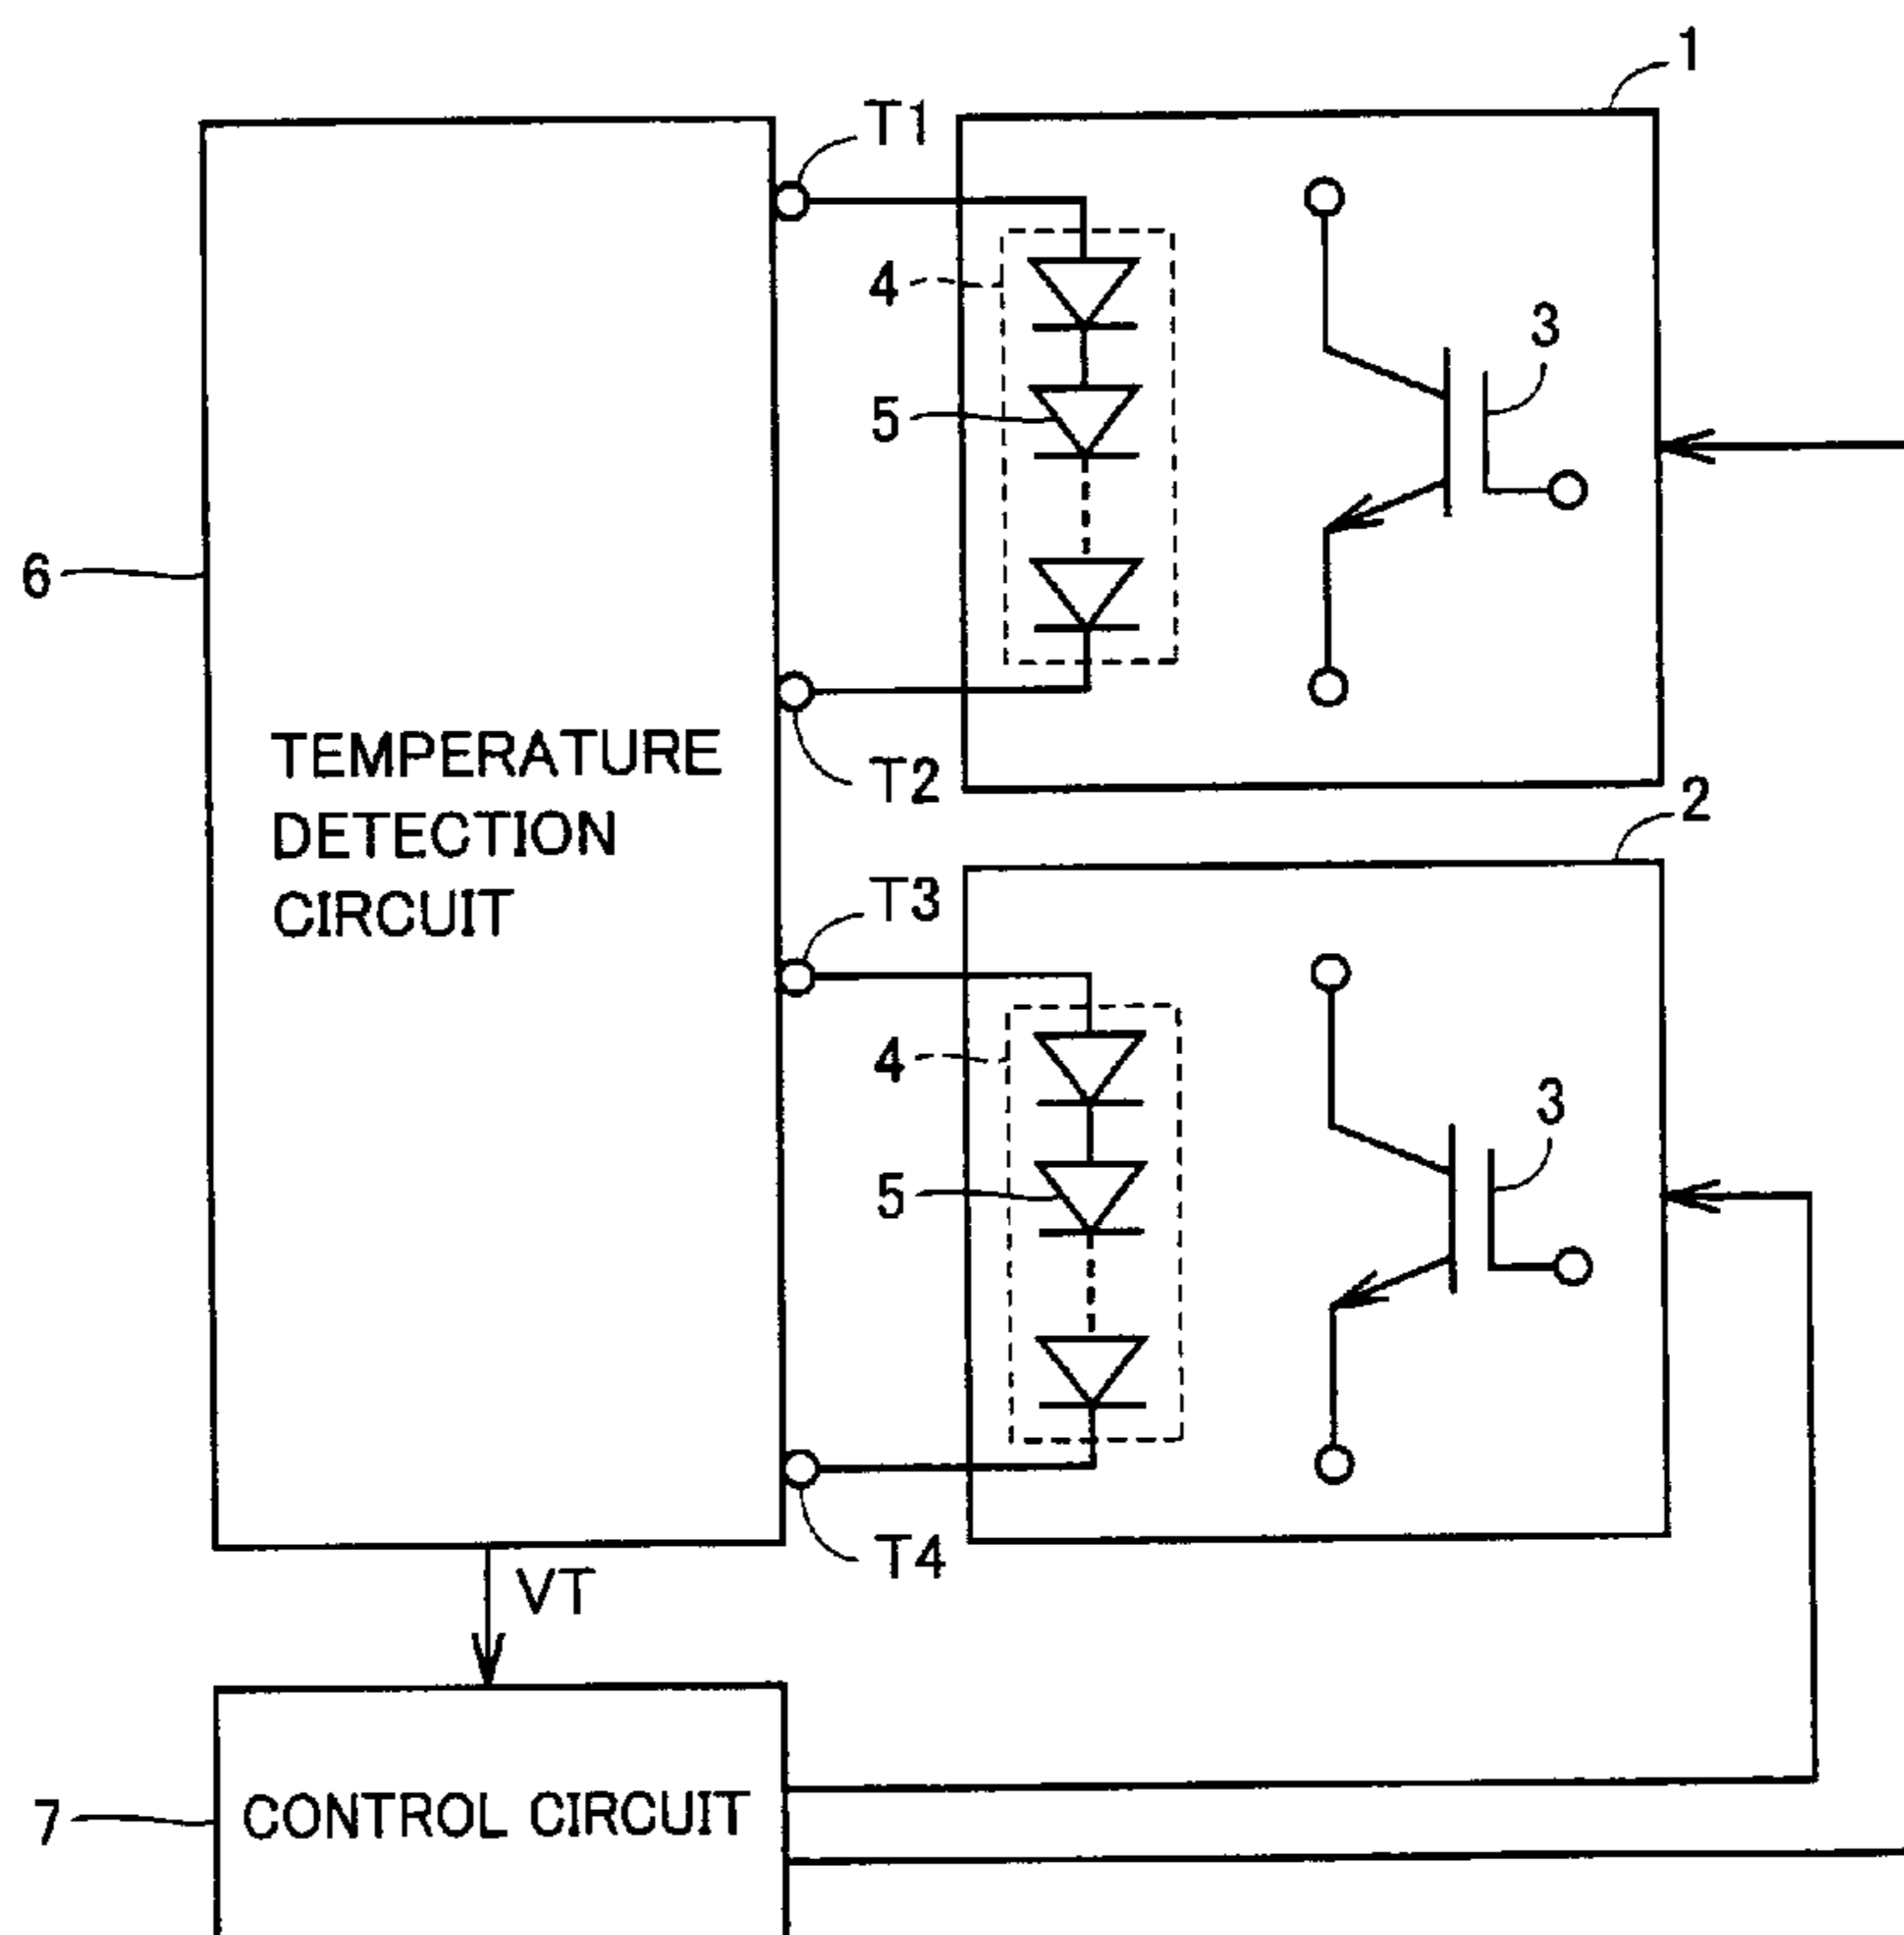 1
T1
4
3
5
6
T2
TEMPERATURE
DETECTION
CIRCUIT
2
T3
4
3
5
T4
VT
7
CONTROL CIRCUIT